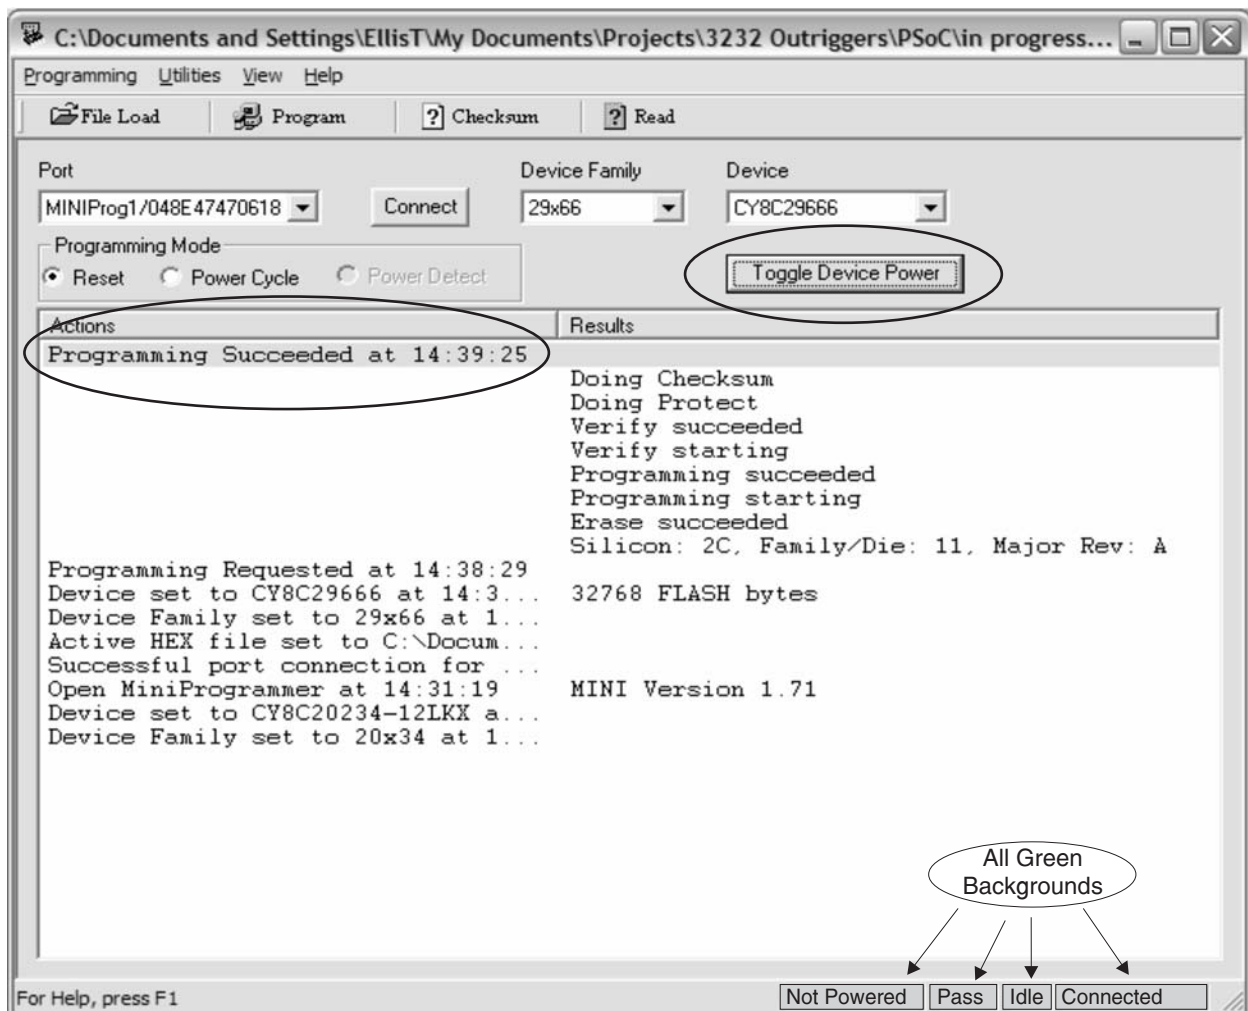 C:\Documents and Settings\EllisT\My Documents\Projects\3232 Outriggers\PSoC\in progress...
Programming Utilities View Help
File Load Program Checksum Read
Port Device Family Device
MINIProg1/048E47470618 Connect 29x66 CY8C29666
Programming Mode
Reset Power Cycle Power Detect Toggle Device Power
Actions Results
Programming Succeeded at 14:39:25
Doing Checksum
Doing Protect
Verify succeeded
Verify starting
Programming succeeded
Programming starting
Erase succeeded
Silicon: 2C, Family/Die: 11, Major Rev: A
Programming Requested at 14:38:29
Device set to CY8C29666 at 14:3... 32768 FLASH bytes
Device Family set to 29x66 at 1...
Active HEX file set to C:\Docum...
Successful port connection for ...
Open MiniProgrammer at 14:31:19 MINI Version 1.71
Device set to CY8C20234-12LKX a...
Device Family set to 20x34 at 1...
All Green
Backgrounds
For Help, press F1 Not Powered Pass Idle Connected